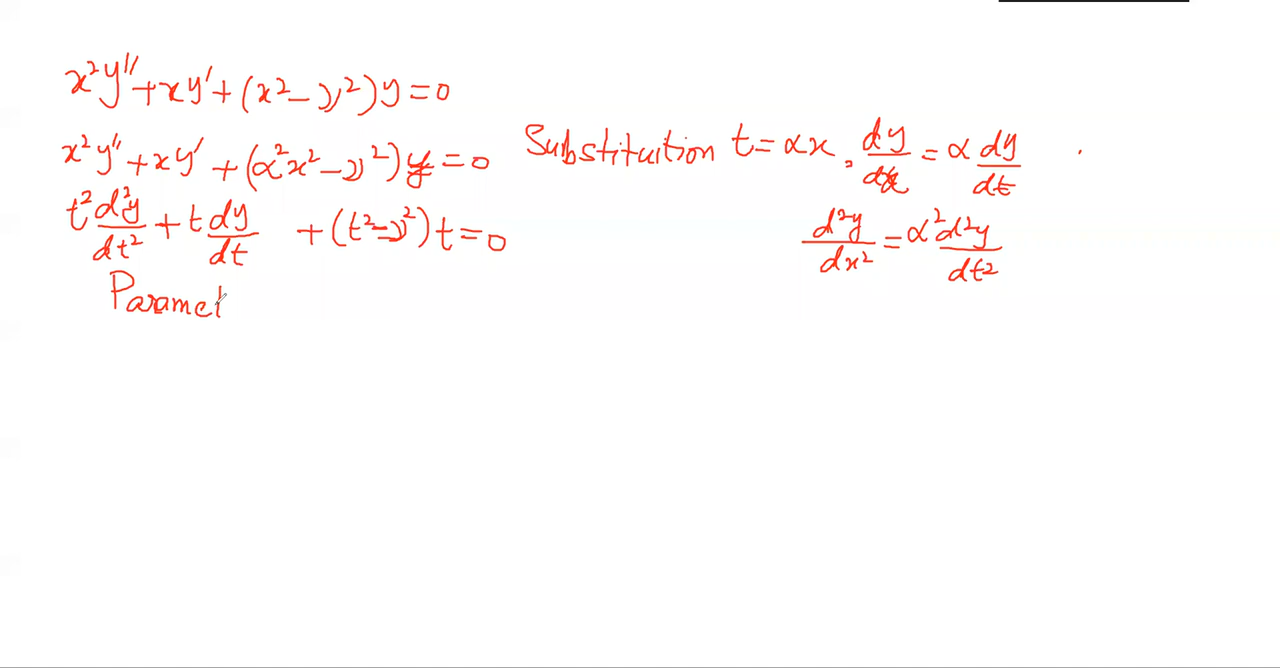 x²y″+xy′+(x²-ν²)y=0
x²y″+xy′+(α²x²-ν²)y=0 Substituition t=αx, dy/dx=α dy/dt
t² d²y/dt²+t dy/dt +(t²-ν²)t=0 d²y/dx²=α² d²y/dt²
Paramet